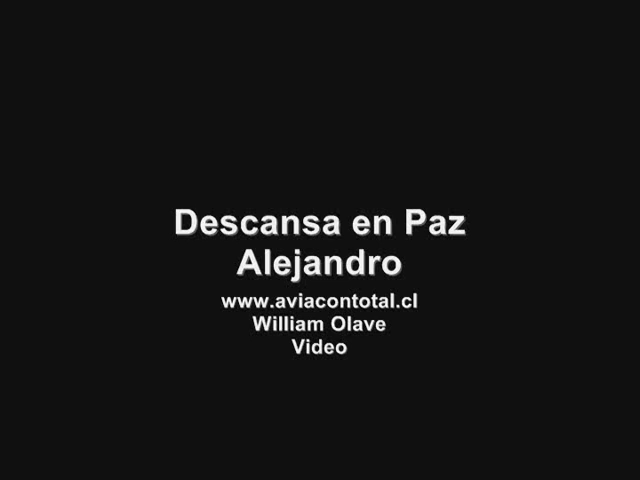 Descansa en Paz
Alejandro
www.aviacontotal.cl
William Olave
Video